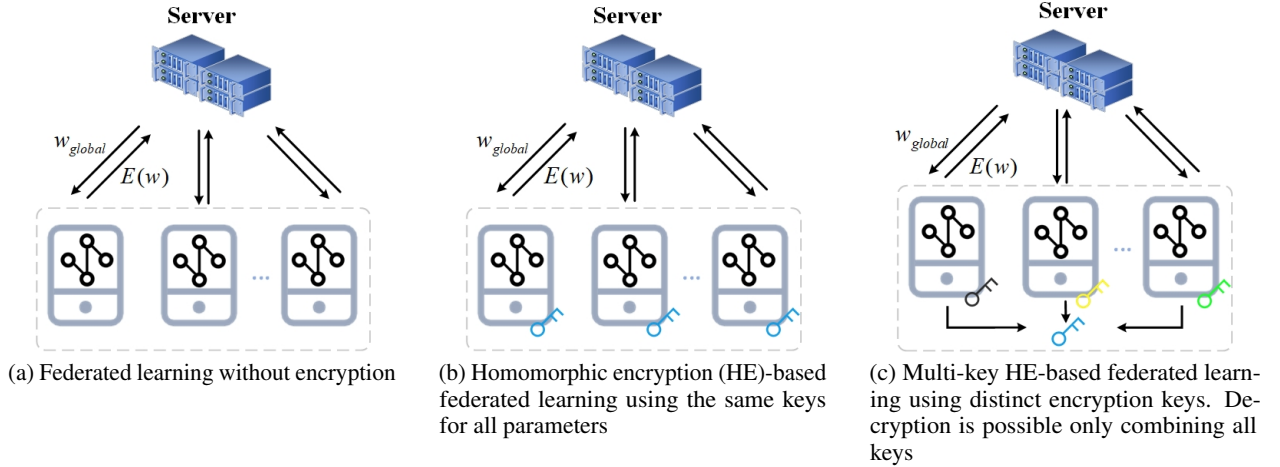 Server
w_global
E(w)
...
(a) Federated learning without encryption
Server
w_global
E(w)
...
(b) Homomorphic encryption (HE)-based
federated learning using the same keys
for all parameters
Server
w_global
E(w)
...
(c) Multi-key HE-based federated learn-
ing using distinct encryption keys. De-
cryption is possible only combining all
keys